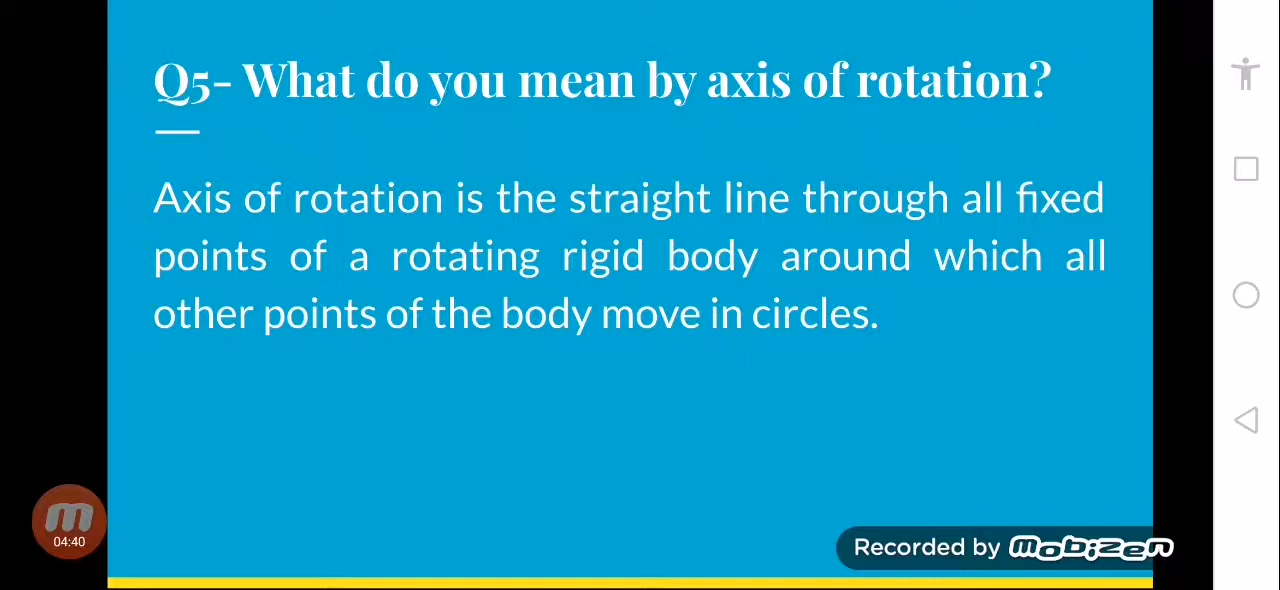 Q5- What do you mean by axis of rotation?
Axis of rotation is the straight line through all fixed
points of a rotating rigid body around which all
other points of the body move in circles.
m
04:40
Recorded by mobizen